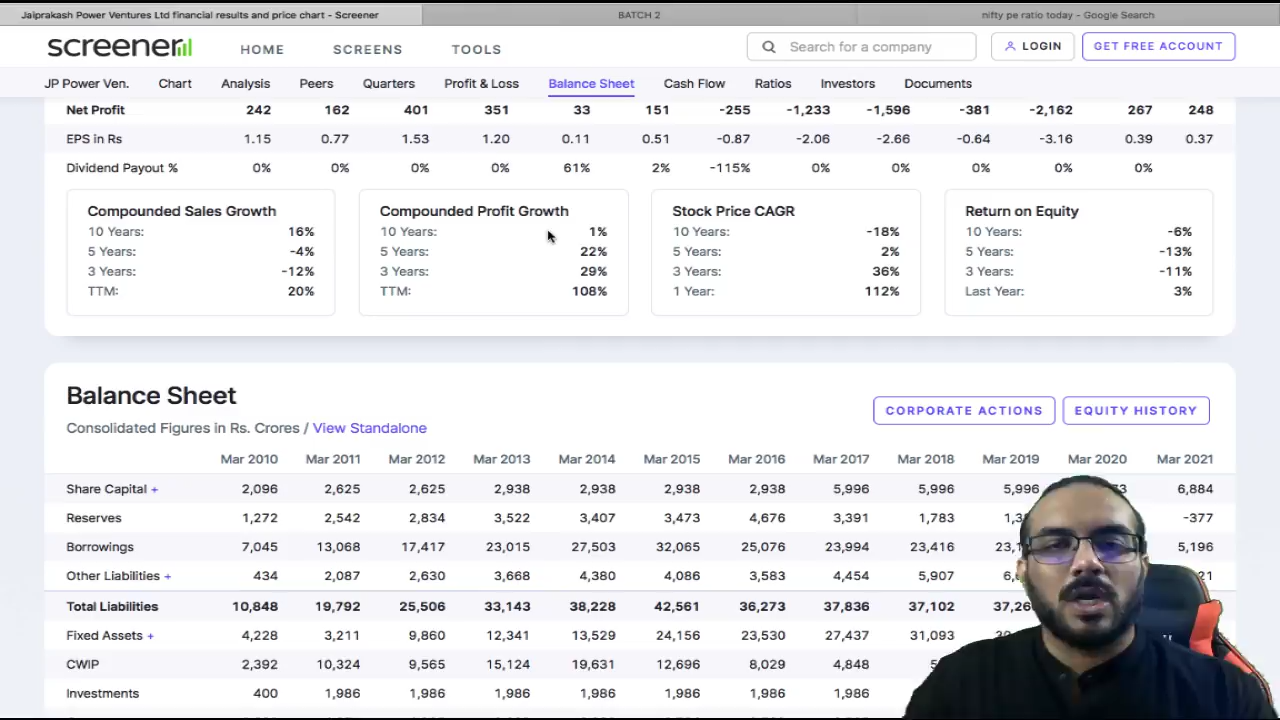 Jaiprakash Power Ventures Ltd financial results and price chart - Screener BATCH 2 nifty pe ratio today - Google Search
screener HOME SCREENS TOOLS Search for a company LOGIN GET FREE ACCOUNT
JP Power Ven. Chart Analysis Peers Quarters Profit & Loss Balance Sheet Cash Flow Ratios Investors Documents
Net Profit 242 162 401 351 33 151 -255 -1,233 -1,596 -381 -2,162 267 248
EPS in Rs 1.15 0.77 1.53 1.20 0.11 0.51 -0.87 -2.06 -2.66 -0.64 -3.16 0.39 0.37
Dividend Payout % 0% 0% 0% 0% 61% 2% -115% 0% 0% 0% 0% 0%
Compounded Sales Growth
10 Years: 16%
5 Years: -4%
3 Years: -12%
TTM: 20%
Compounded Profit Growth
10 Years: 1%
5 Years: 22%
3 Years: 29%
TTM: 108%
Stock Price CAGR
10 Years: -18%
5 Years: 2%
3 Years: 36%
1 Year: 112%
Return on Equity
10 Years: -6%
5 Years: -13%
3 Years: -11%
Last Year: 3%
Balance Sheet
CORPORATE ACTIONS EQUITY HISTORY
Consolidated Figures in Rs. Crores / View Standalone
Mar 2010 Mar 2011 Mar 2012 Mar 2013 Mar 2014 Mar 2015 Mar 2016 Mar 2017 Mar 2018 Mar 2019 Mar 2020 Mar 2021
Share Capital + 2,096 2,625 2,625 2,938 2,938 2,938 2,938 5,996 5,996 5,996 6,884
Reserves 1,272 2,542 2,834 3,522 3,407 3,473 4,676 3,391 1,783 -377
Borrowings 7,045 13,068 17,417 23,015 27,503 32,065 25,076 23,994 23,416 5,196
Other Liabilities + 434 2,087 2,630 3,668 4,380 4,086 3,583 4,454 5,907
Total Liabilities 10,848 19,792 25,506 33,143 38,228 42,561 36,273 37,836 37,102
Fixed Assets + 4,228 3,211 9,860 12,341 13,529 24,156 23,530 27,437 31,093
CWIP 2,392 10,324 9,565 15,124 19,631 12,696 8,029 4,848
Investments 400 1,986 1,986 1,986 1,986 1,986 1,986 1,986